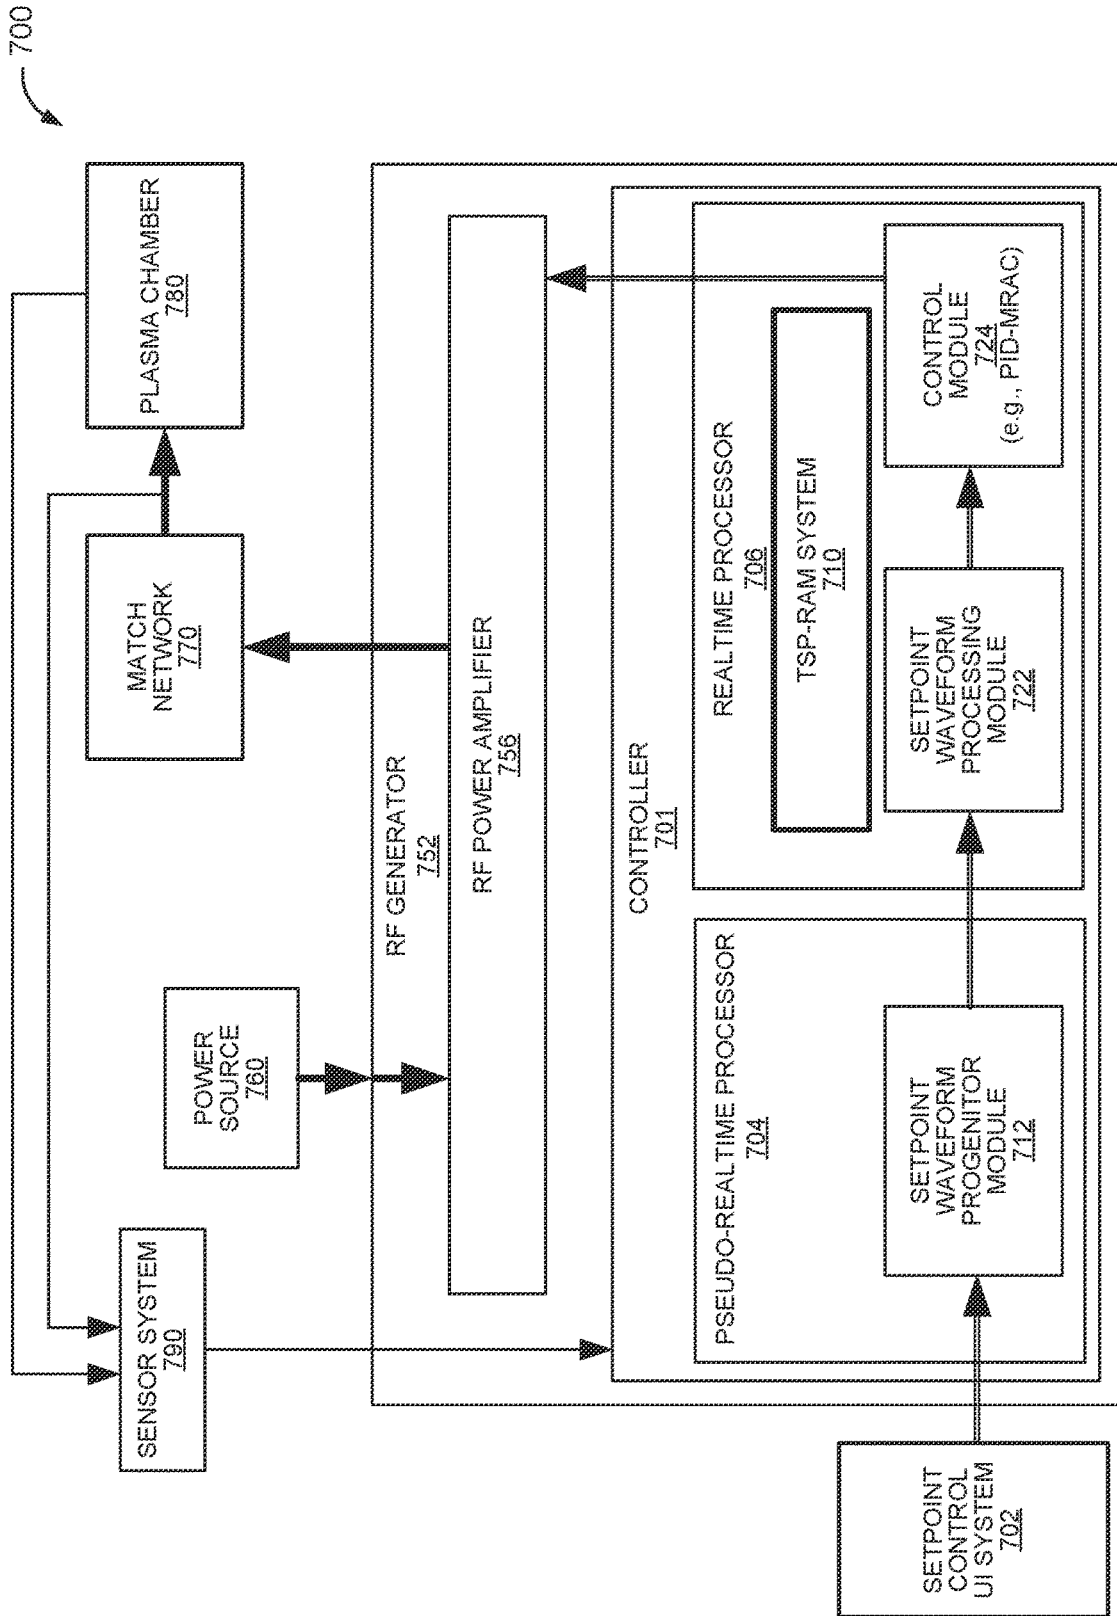 700
SENSOR SYSTEM
790
POWER
SOURCE
760
MATCH
NETWORK
770
PLASMA CHAMBER
780
RF GENERATOR
752
RF POWER AMPLIFIER
756
CONTROLLER
701
PSEUDO-REALTIME PROCESSOR
704
REALTIME PROCESSOR
706
TSP-RAM SYSTEM
710
SETPOINT
CONTROL
UI SYSTEM
702
SETPOINT
WAVEFORM
PROGENITOR
MODULE
712
SETPOINT
WAVEFORM
PROCESSING
MODULE
722
CONTROL
MODULE
724
(e.g., PID-MRAC)